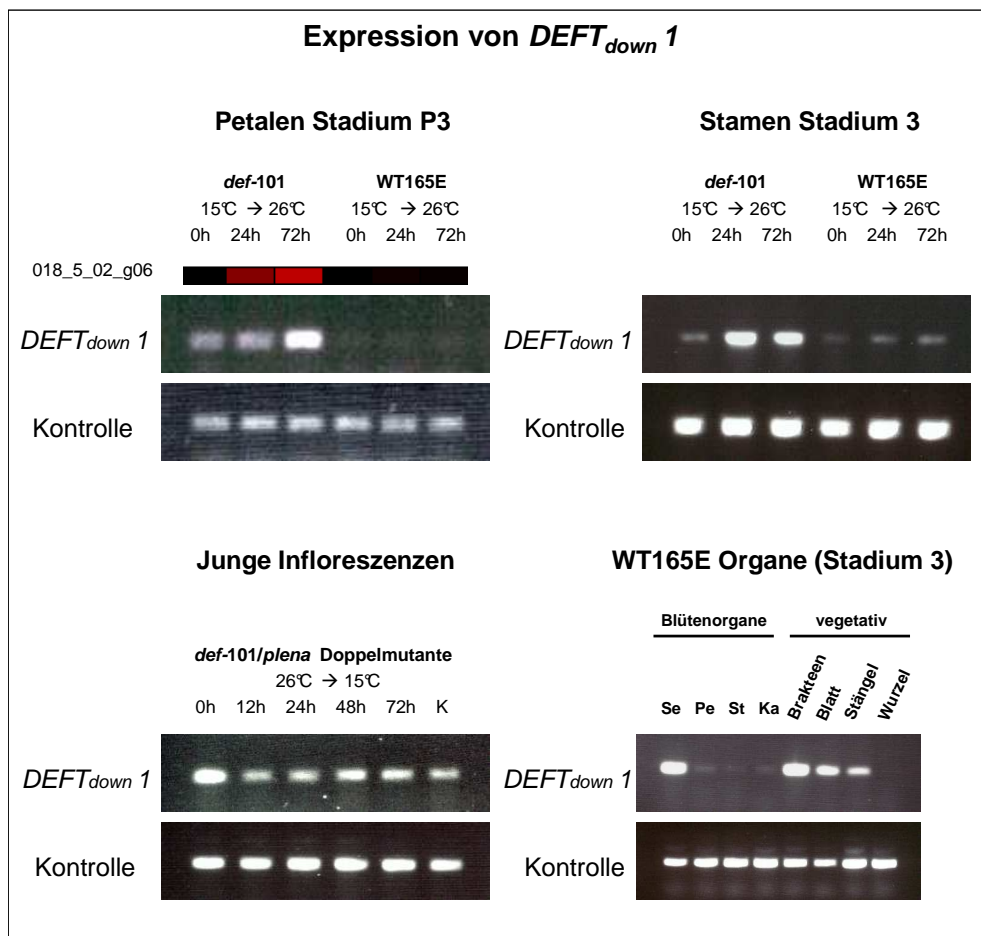 Expression von DEFTdown 1
Petalen Stadium P3
def-101 WT165E
15℃ → 26℃ 15℃ → 26℃
0h 24h 72h 0h 24h 72h
018_5_02_g06
DEFTdown 1
Kontrolle
Stamen Stadium 3
def-101 WT165E
15℃ → 26℃ 15℃ → 26℃
0h 24h 72h 0h 24h 72h
DEFTdown 1
Kontrolle
Junge Infloreszenzen
def-101/plena Doppelmutante
26℃ → 15℃
0h 12h 24h 48h 72h K
DEFTdown 1
Kontrolle
WT165E Organe (Stadium 3)
Blütenorgane vegetativ
Se Pe St Ka Brakteen Blatt Stängel Wurzel
DEFTdown 1
Kontrolle